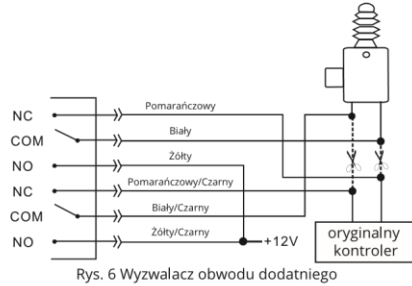 NC
Pomarańczowy
COM
Biały
NO
Żółty
NC
Pomarańczowy/Czarny
COM
Biały/Czarny
NO
Żółty/Czarny
+12V
oryginalny
kontroler
Rys. 6 Wyzwalacz obwodu dodatniego